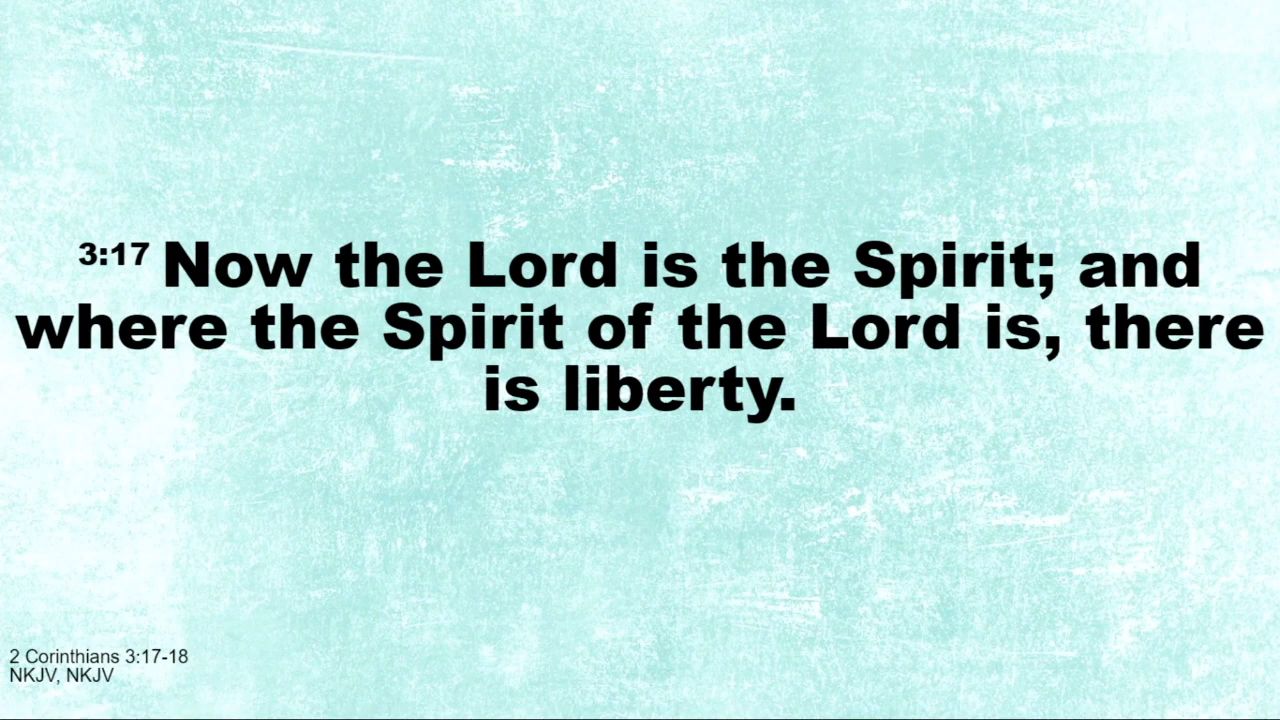 3:17 Now the Lord is the Spirit; and
where the Spirit of the Lord is, there
is liberty.
2 Corinthians 3:17-18
NKJV, NKJV